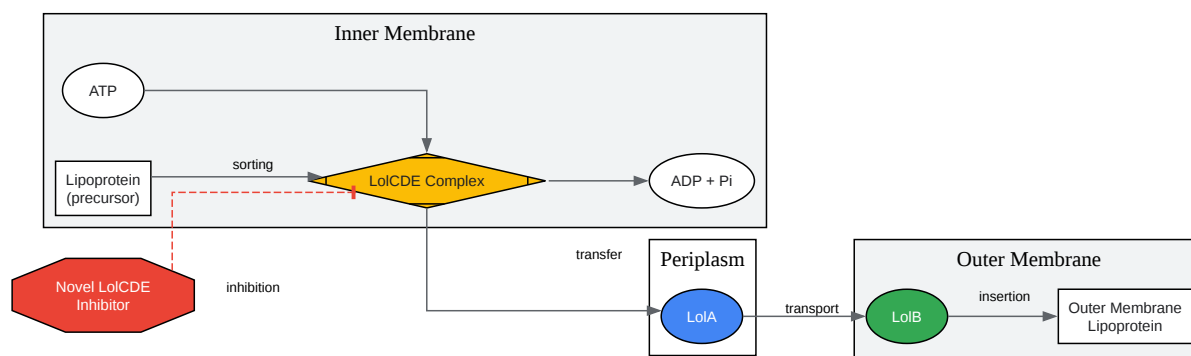 Inner Membrane
ATP
sorting
Lipoprotein
(precursor)
LolCDE Complex
ADP + Pi
Novel LolCDE
Inhibitor
inhibition
transfer
Periplasm
LolA
transport
Outer Membrane
LolB
insertion
Outer Membrane
Lipoprotein